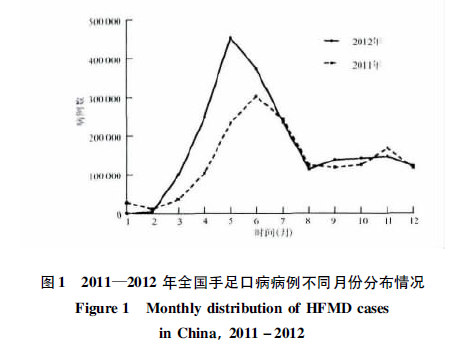 500 000
400 000
300 000
200 000
100 000
0
病例数
2012年
2011年
1 2 3 4 5 6 7 8 9 10 11 12
时间(月)
图1 2011—2012 年全国手足口病病例不同月份分布情况
Figure 1 Monthly distribution of HFMD cases
in China, 2011 – 2012